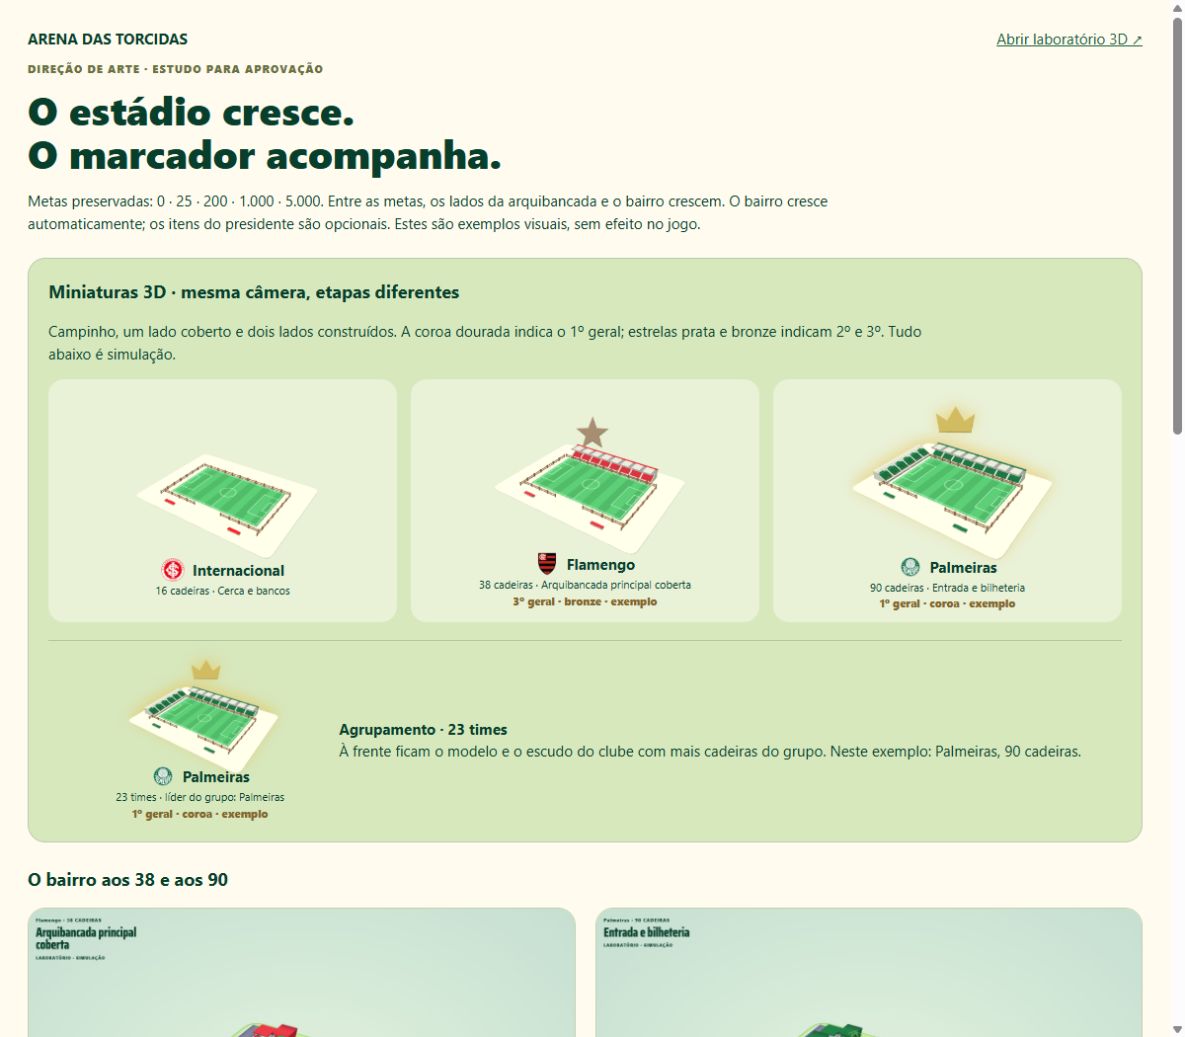 ARENA DAS TORCIDAS
Abrir laboratório 3D ↗
DIREÇÃO DE ARTE · ESTUDO PARA APROVAÇÃO
O estádio cresce.
O marcador acompanha.
Metas preservadas: 0 · 25 · 200 · 1.000 · 5.000. Entre as metas, os lados da arquibancada e o bairro crescem. O bairro cresce
automaticamente; os itens do presidente são opcionais. Estes são exemplos visuais, sem efeito no jogo.
Miniaturas 3D · mesma câmera, etapas diferentes
Campinho, um lado coberto e dois lados construídos. A coroa dourada indica o 1º geral; estrelas prata e bronze indicam 2º e 3º. Tudo
abaixo é simulação.
Internacional
16 cadeiras · Cerca e bancos
Flamengo
38 cadeiras · Arquibancada principal coberta
3º geral · bronze · exemplo
Palmeiras
90 cadeiras · Entrada e bilheteria
1º geral · coroa · exemplo
Palmeiras
23 times · líder do grupo: Palmeiras
1º geral · coroa · exemplo
Agrupamento · 23 times
À frente ficam o modelo e o escudo do clube com mais cadeiras do grupo. Neste exemplo: Palmeiras, 90 cadeiras.
O bairro aos 38 e aos 90
Flamengo · 38 CADEIRAS
Arquibancada principal
coberta
LABORATÓRIO · SIMULAÇÃO
Palmeiras · 90 CADEIRAS
Entrada e bilheteria
LABORATÓRIO · SIMULAÇÃO